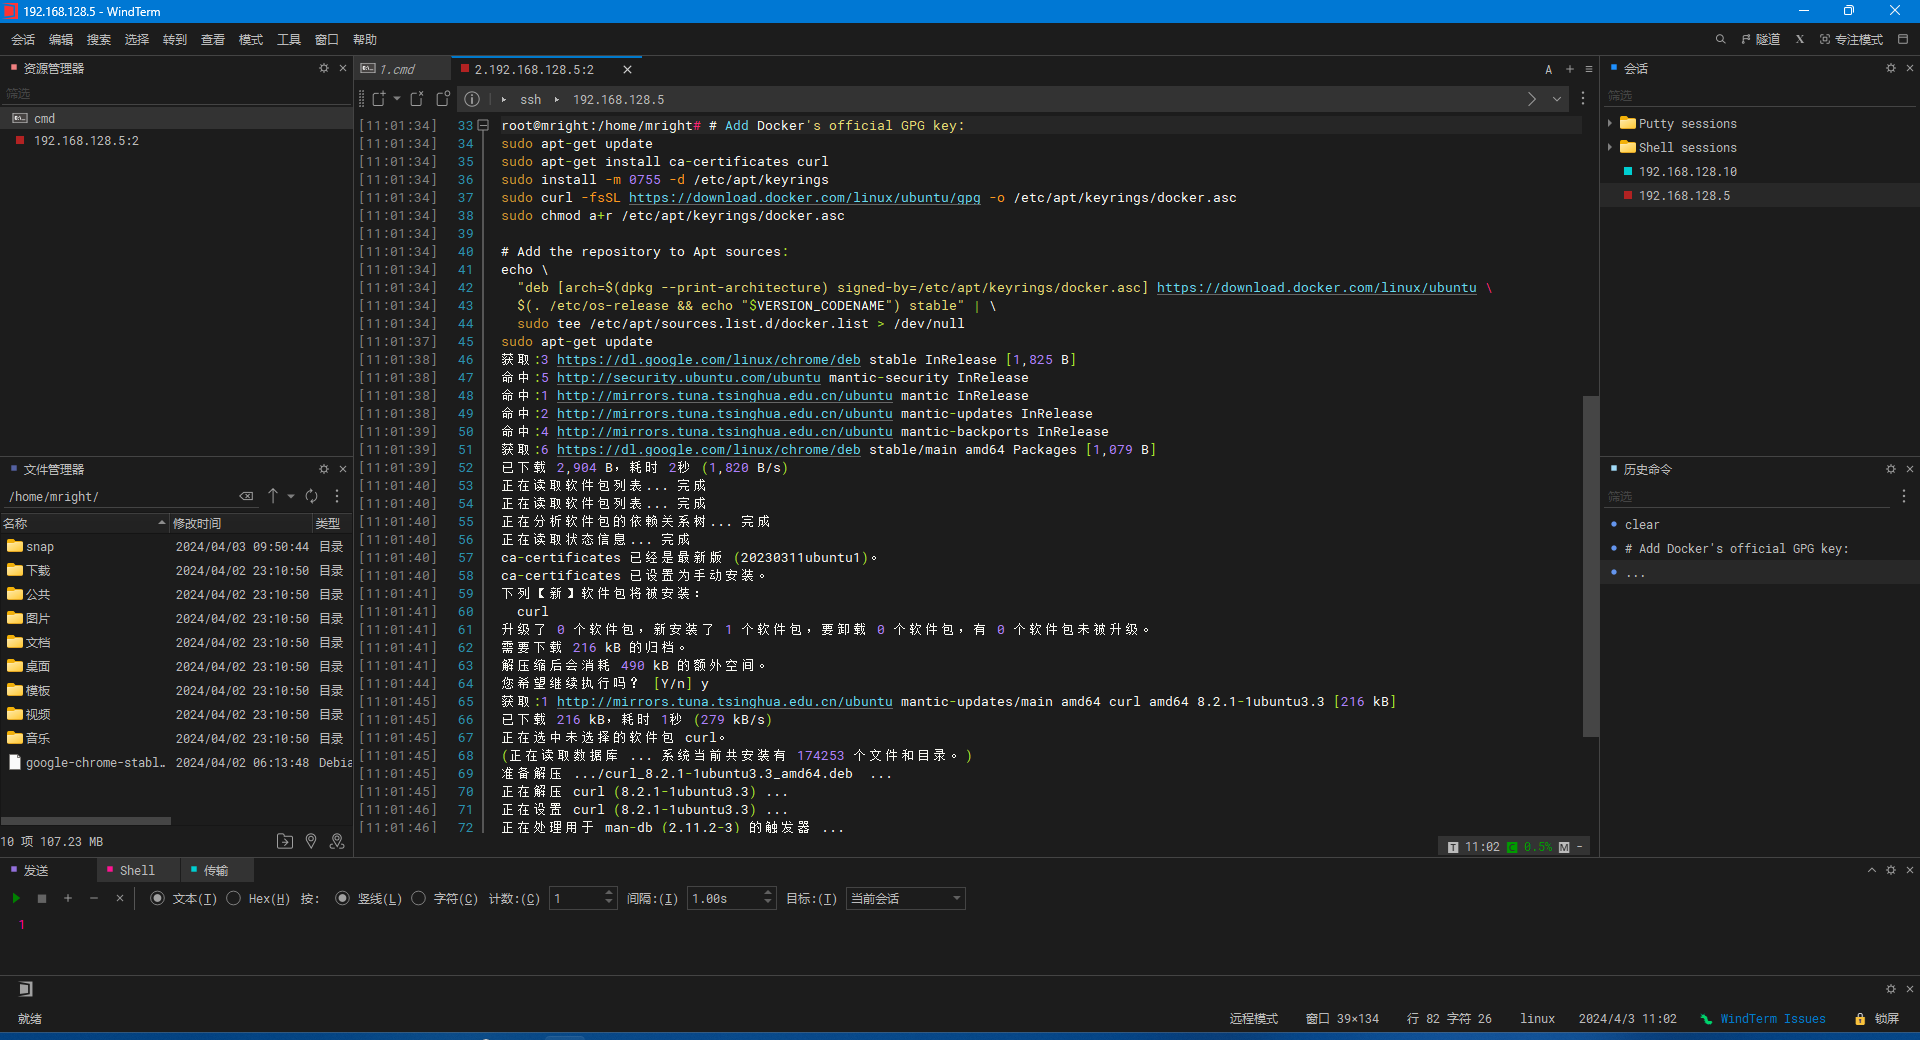 192.168.128.5 - WindTerm
会话 编辑 搜索 选择 转到 查看 模式 工具 窗口 帮助
隧道 X 专注模式
资源管理器
筛选
cmd
192.168.128.5:2
文件管理器
/home/mright/
名称 修改时间 类型
snap 2024/04/03 09:50:44 目录
下载 2024/04/02 23:10:50 目录
公共 2024/04/02 23:10:50 目录
图片 2024/04/02 23:10:50 目录
文档 2024/04/02 23:10:50 目录
桌面 2024/04/02 23:10:50 目录
模板 2024/04/02 23:10:50 目录
视频 2024/04/02 23:10:50 目录
音乐 2024/04/02 23:10:50 目录
google-chrome-stabl.. 2024/04/02 06:13:48 Debia
10 项 107.23 MB
1.cmd
2.192.168.128.5:2
A
ssh 192.168.128.5
[11:01:34] 33 root@mright:/home/mright# # Add Docker's official GPG key:
[11:01:34] 34 sudo apt-get update
[11:01:34] 35 sudo apt-get install ca-certificates curl
[11:01:34] 36 sudo install -m 0755 -d /etc/apt/keyrings
[11:01:34] 37 sudo curl -fsSL https://download.docker.com/linux/ubuntu/gpg -o /etc/apt/keyrings/docker.asc
[11:01:34] 38 sudo chmod a+r /etc/apt/keyrings/docker.asc
[11:01:34] 39
[11:01:34] 40 # Add the repository to Apt sources:
[11:01:34] 41 echo \
[11:01:34] 42 "deb [arch=$(dpkg --print-architecture) signed-by=/etc/apt/keyrings/docker.asc] https://download.docker.com/linux/ubuntu \
[11:01:34] 43 $(. /etc/os-release && echo "$VERSION_CODENAME") stable" | \
[11:01:34] 44 sudo tee /etc/apt/sources.list.d/docker.list > /dev/null
[11:01:37] 45 sudo apt-get update
[11:01:38] 46 获取:3 https://dl.google.com/linux/chrome/deb stable InRelease [1,825 B]
[11:01:38] 47 命中:5 http://security.ubuntu.com/ubuntu mantic-security InRelease
[11:01:38] 48 命中:1 http://mirrors.tuna.tsinghua.edu.cn/ubuntu mantic InRelease
[11:01:38] 49 命中:2 http://mirrors.tuna.tsinghua.edu.cn/ubuntu mantic-updates InRelease
[11:01:39] 50 命中:4 http://mirrors.tuna.tsinghua.edu.cn/ubuntu mantic-backports InRelease
[11:01:39] 51 获取:6 https://dl.google.com/linux/chrome/deb stable/main amd64 Packages [1,079 B]
[11:01:39] 52 已下载 2,904 B，耗时 2秒 (1,820 B/s)
[11:01:40] 53 正在读取软件包列表... 完成
[11:01:40] 54 正在读取软件包列表... 完成
[11:01:40] 55 正在分析软件包的依赖关系树... 完成
[11:01:40] 56 正在读取状态信息... 完成
[11:01:40] 57 ca-certificates 已经是最新版 (20230311ubuntu1)。
[11:01:40] 58 ca-certificates 已设置为手动安装。
[11:01:41] 59 下列【新】软件包将被安装：
[11:01:41] 60 curl
[11:01:41] 61 升级了 0 个软件包，新安装了 1 个软件包，要卸载 0 个软件包，有 0 个软件包未被升级。
[11:01:41] 62 需要下载 216 kB 的归档。
[11:01:41] 63 解压缩后会消耗 490 kB 的额外空间。
[11:01:44] 64 您希望继续执行吗？ [Y/n] y
[11:01:45] 65 获取:1 http://mirrors.tuna.tsinghua.edu.cn/ubuntu mantic-updates/main amd64 curl amd64 8.2.1-1ubuntu3.3 [216 kB]
[11:01:45] 66 已下载 216 kB，耗时 1秒 (279 kB/s)
[11:01:45] 67 正在选中未选择的软件包 curl。
[11:01:45] 68 (正在读取数据库 ... 系统当前共安装有 174253 个文件和目录。)
[11:01:45] 69 准备解压 .../curl_8.2.1-1ubuntu3.3_amd64.deb ...
[11:01:45] 70 正在解压 curl (8.2.1-1ubuntu3.3) ...
[11:01:46] 71 正在设置 curl (8.2.1-1ubuntu3.3) ...
[11:01:46] 72 正在处理用于 man-db (2.11.2-3) 的触发器 ...
T 11:02 C 0.5% M -
会话
筛选
Putty sessions
Shell sessions
192.168.128.10
192.168.128.5
历史命令
筛选
clear
# Add Docker's official GPG key:
...
发送 Shell 传输
文本(T) Hex(H) 按: 竖线(L) 字符(C) 计数:(C) 1 间隔:(I) 1.00s 目标:(T) 当前会话
1
就绪
远程模式 窗口 39×134 行 82 字符 26 linux 2024/4/3 11:02 WindTerm Issues 锁屏